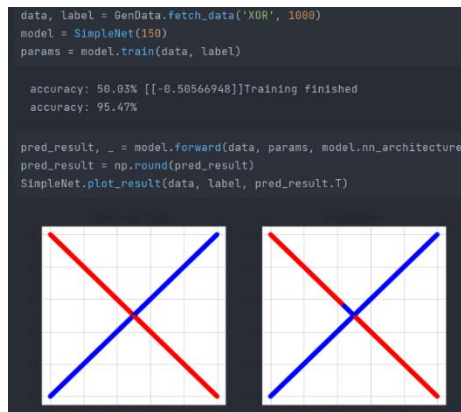 data, label = GenData.fetch_data('XOR', 1000)
model = SimpleNet(150)
params = model.train(data, label)
accuracy: 50.03% [[-0.50566948]]Training finished
accuracy: 95.47%
pred_result, _ = model.forward(data, params, model.nn_architecture
pred_result = np.round(pred_result)
SimpleNet.plot_result(data, label, pred_result.T)